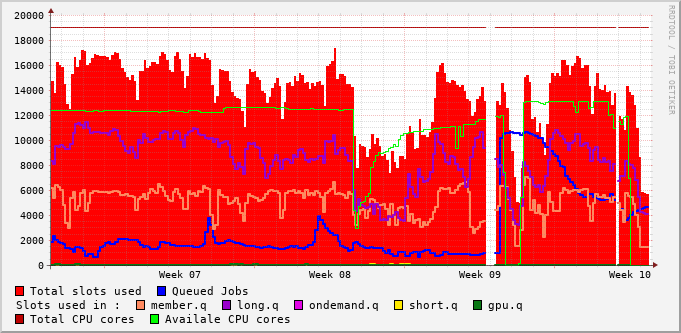 20000
18000
16000
14000
12000
10000
8000
6000
4000
2000
0
Week 07 Week 08 Week 09 Week 10
Total slots used Queued Jobs
Slots used in : member.q long.q ondemand.q short.q gpu.q
Total CPU cores Availale CPU cores
RRDTOOL / TOBI OETIKER